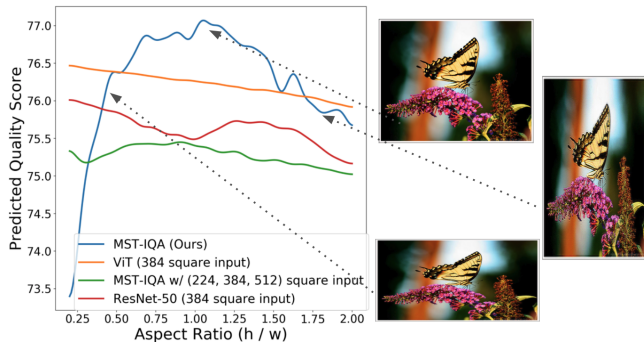 77.0
76.5
76.0
75.5
75.0
74.5
74.0
73.5
Predicted Quality Score
MST-IQA (Ours)
ViT (384 square input)
MST-IQA w/ (224, 384, 512) square input
ResNet-50 (384 square input)
0.25 0.50 0.75 1.00 1.25 1.50 1.75 2.00
Aspect Ratio (h / w)